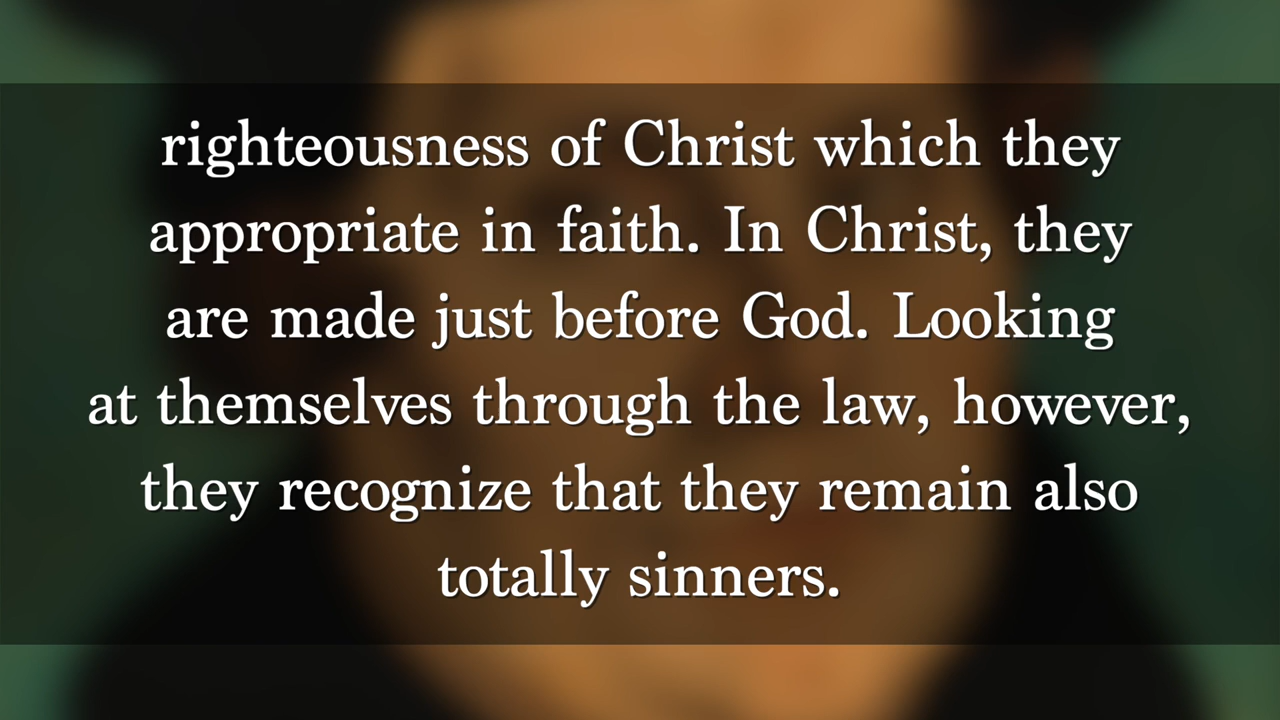 righteousness of Christ which they
appropriate in faith. In Christ, they
are made just before God. Looking
at themselves through the law, however,
they recognize that they remain also
totally sinners.